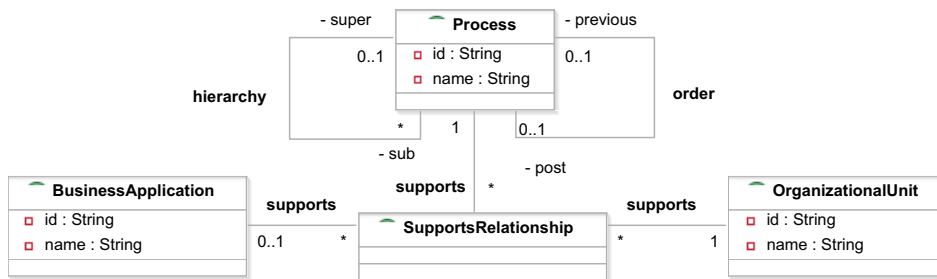 - super
Process
- previous
0..1
id : String
0..1
name : String
hierarchy
order
*
1
0..1
- sub
- post
BusinessApplication
supports
*
OrganizationalUnit
id : String
supports
SupportsRelationship
supports
id : String
name : String
0..1
*
*
1
name : String